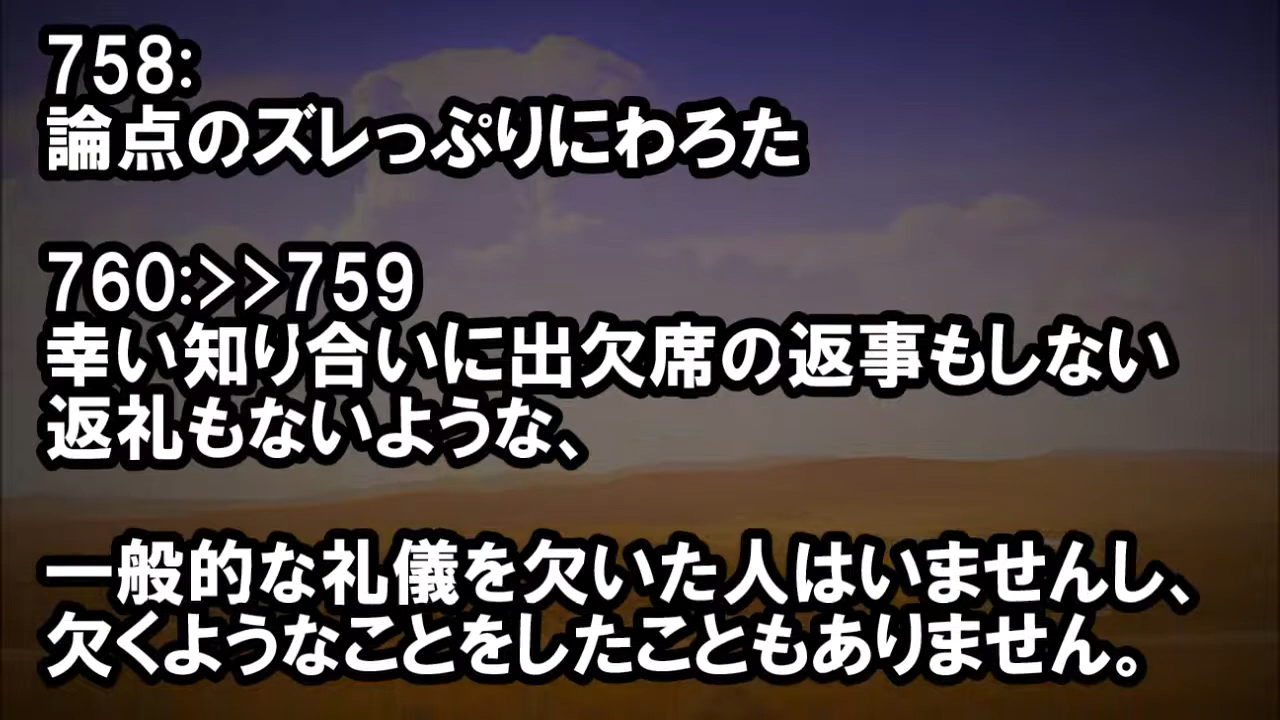 758:
論点のズレっぷりにわろた
760:>>759
幸い知り合いに出欠席の返事もしない
返礼もないような、
一般的な礼儀を欠いた人はいませんし、
欠くようなことをしたこともありません。